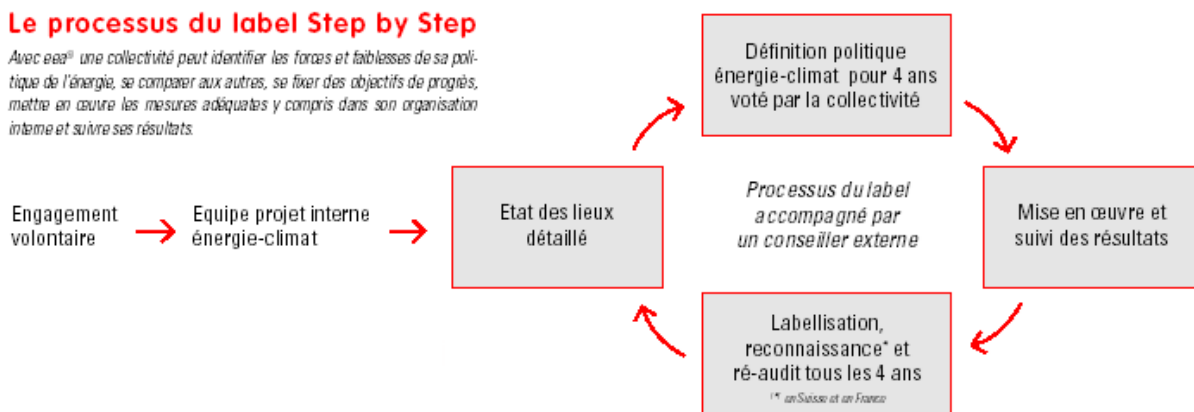 Le processus du label Step by Step
Avec eea® une collectivité peut identifier les forces et faiblesses de sa poli-
tique de l'énergie, se comparer aux autres, se fixer des objectifs de progrès,
mettre en œuvre les mesures adéquates y compris dans son organisation
interne et suivre ses résultats.
Engagement
volontaire
Equipe projet interne
énergie-climat
Etat des lieux
détaillé
Définition politique
énergie-climat pour 4 ans
voté par la collectivité
Processus du label
accompagné par
un conseiller externe
Mise en œuvre et
suivi des résultats
Labellisation,
reconnaissance* et
ré-audit tous les 4 ans
(*) en Suisse et en France